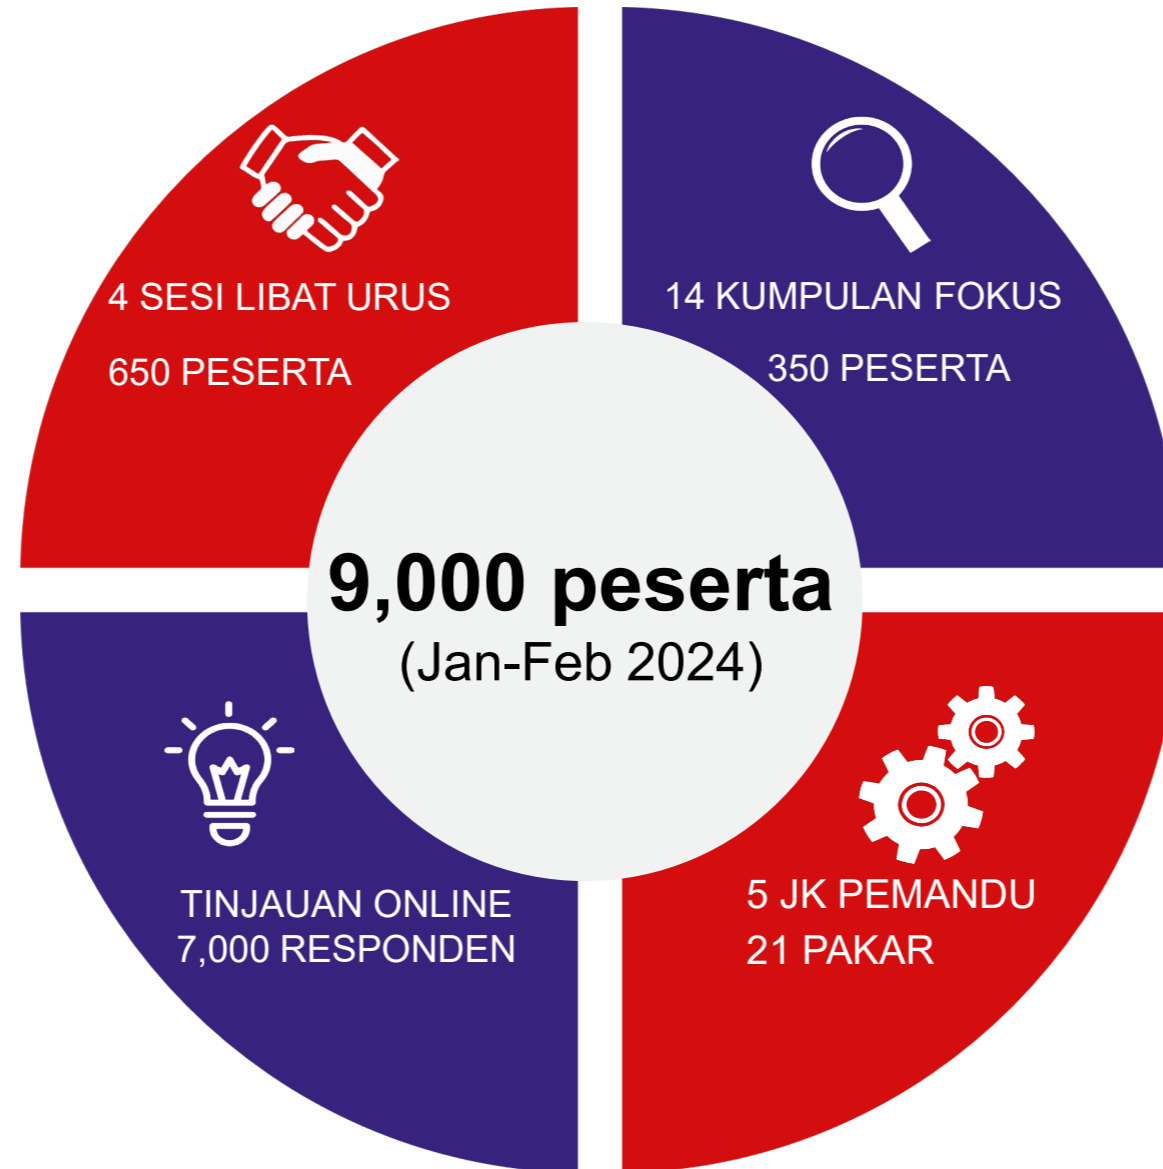 4 SESI LIBAT URUS
650 PESERTA
14 KUMPULAN FOKUS
350 PESERTA
9,000 peserta
(Jan-Feb 2024)
TINJAUAN ONLINE
7,000 RESPONDEN
5 JK PEMANDU
21 PAKAR